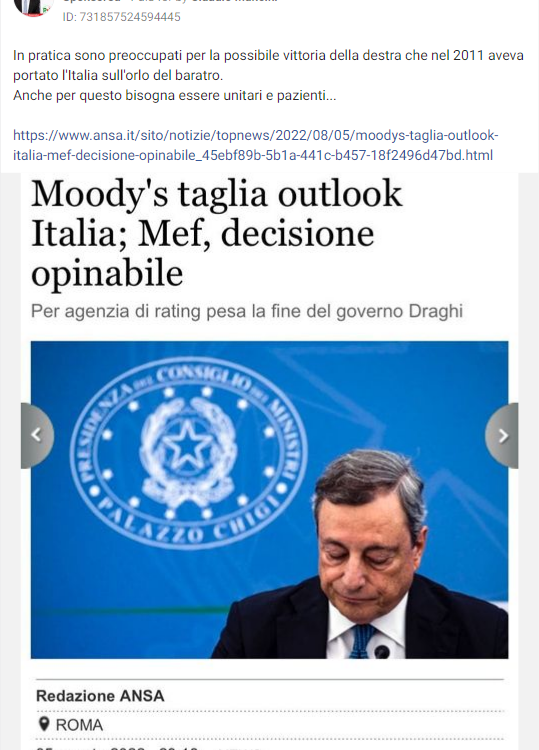 ID: 731857524594445
In pratica sono preoccupati per la possibile vittoria della destra che nel 2011 aveva
portato l'Italia sull'orlo del baratro.
Anche per questo bisogna essere unitari e pazienti...
https://www.ansa.it/sito/notizie/topnews/2022/08/05/moodys-taglia-outlook-
italia-mef-decisione-opinabile_45ebf89b-5b1a-441c-b457-18f2496d47bd.html
Moody's taglia outlook
Italia; Mef, decisione
opinabile
Per agenzia di rating pesa la fine del governo Draghi
PRESIDENZA DEL CONSIGLIO DEI MINISTRI
PALAZZO CHIGI
Redazione ANSA
ROMA